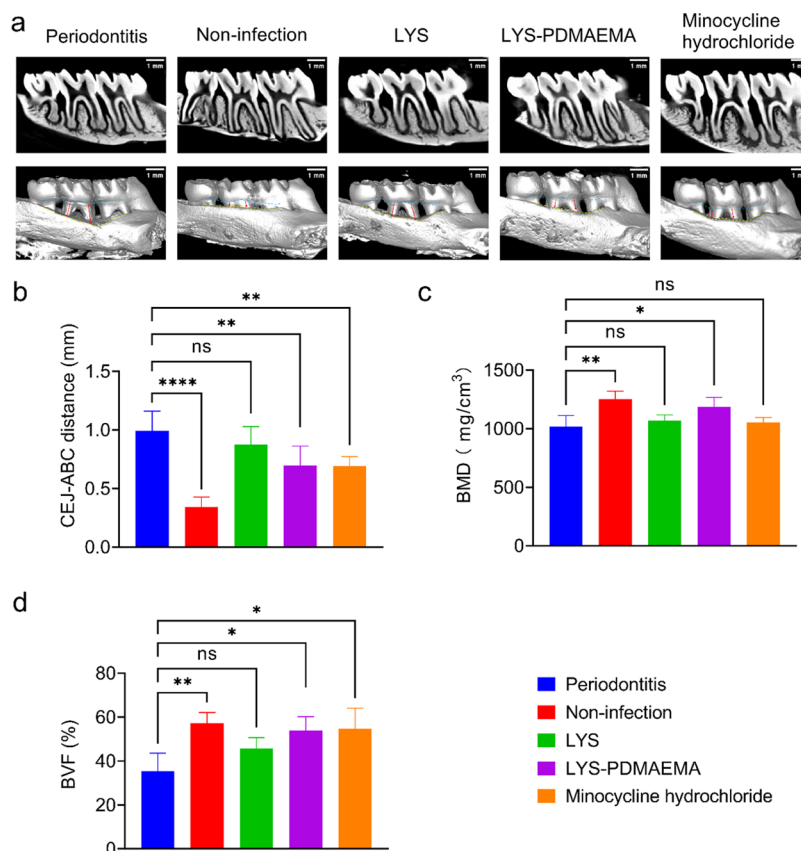 a
Periodontitis
Non-infection
LYS
LYS-PDMAEMA
Minocycline
hydrochloride
1 mm
1 mm
1 mm
1 mm
1 mm
1 mm
1 mm
1 mm
1 mm
1 mm
b
**
**
ns
****
CEJ-ABC distance (mm)
1.5
1.0
0.5
0.0
c
ns
*
ns
**
BMD ( mg/cm³)
1500
1000
500
0
d
*
*
ns
**
BVF (%)
80
60
40
20
0
Periodontitis
Non-infection
LYS
LYS-PDMAEMA
Minocycline hydrochloride